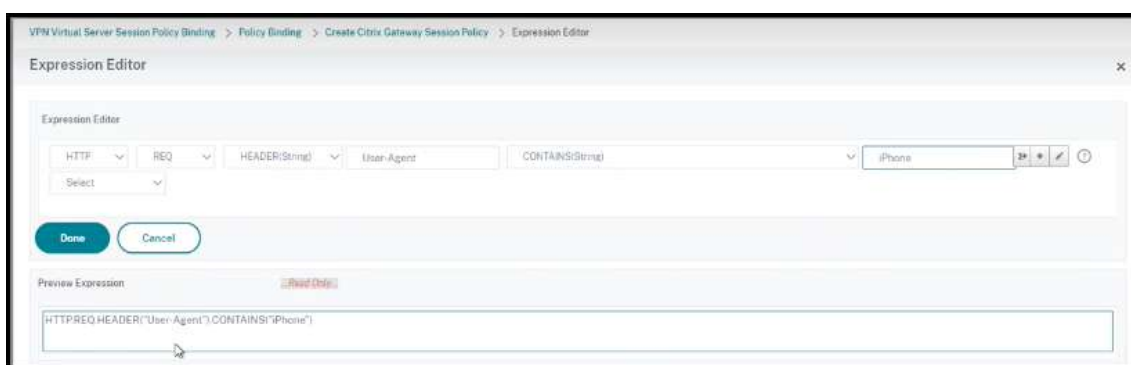 VPN Virtual Server Session Policy Binding > Policy Binding > Create Citrix Gateway Session Policy > Expression Editor
Expression Editor
Expression Editor
HTTP REQ HEADER(String) User-Agent CONTAINS(String) iPhone
Select
Done Cancel
Preview Expression ...Read Only...
HTTP.REQ.HEADER("User-Agent").CONTAINS("iPhone")